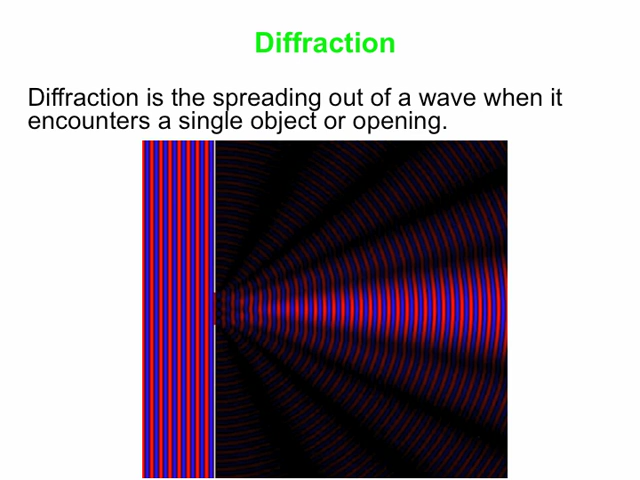 Diffraction
Diffraction is the spreading out of a wave when it
encounters a single object or opening.